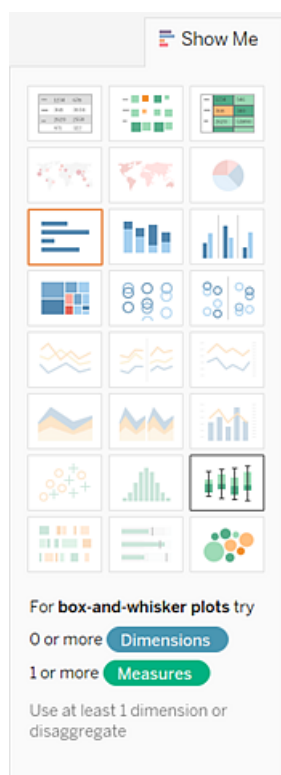 Show Me
For box-and-whisker plots try
0 or more Dimensions
1 or more Measures
Use at least 1 dimension or
disaggregate